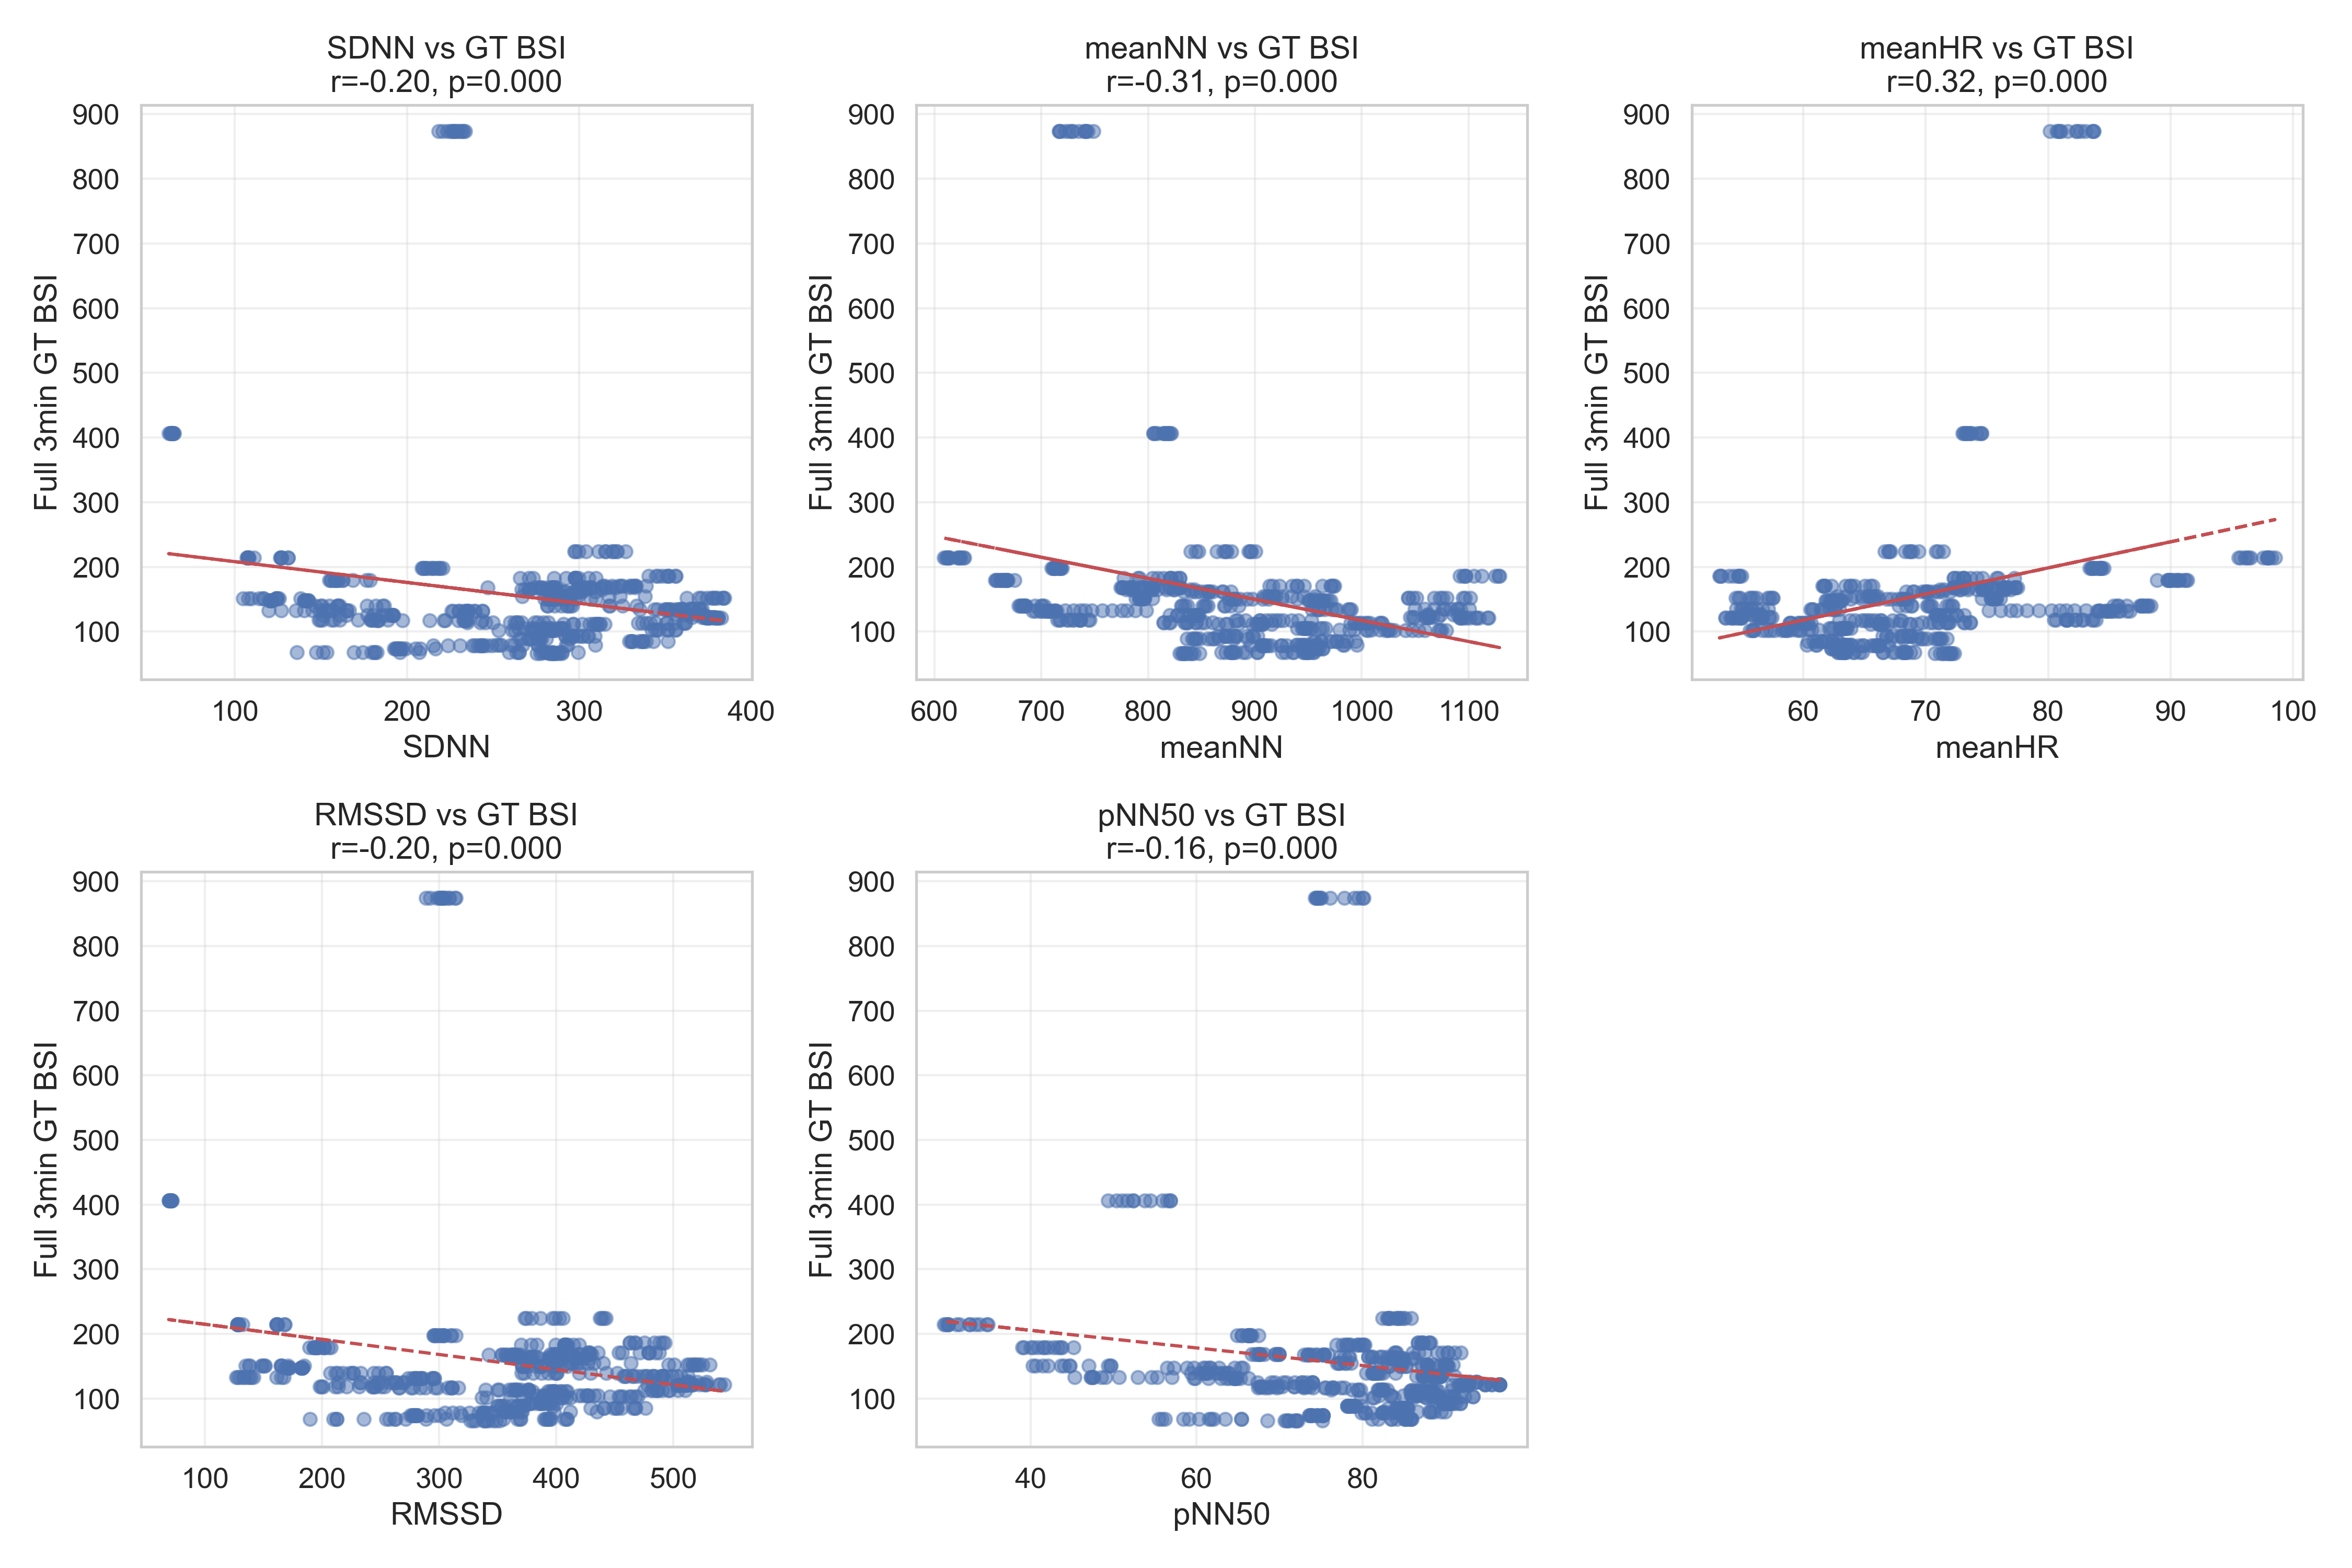 SDNN vs GT BSI
r=-0.20, p=0.000
900
800
700
600
500
400
300
200
100
Full 3min GT BSI
100 200 300 400
SDNN
meanNN vs GT BSI
r=-0.31, p=0.000
900
800
700
600
500
400
300
200
100
Full 3min GT BSI
600 700 800 900 1000 1100
meanNN
meanHR vs GT BSI
r=0.32, p=0.000
900
800
700
600
500
400
300
200
100
Full 3min GT BSI
60 70 80 90 100
meanHR
RMSSD vs GT BSI
r=-0.20, p=0.000
900
800
700
600
500
400
300
200
100
Full 3min GT BSI
100 200 300 400 500
RMSSD
pNN50 vs GT BSI
r=-0.16, p=0.000
900
800
700
600
500
400
300
200
100
Full 3min GT BSI
40 60 80
pNN50